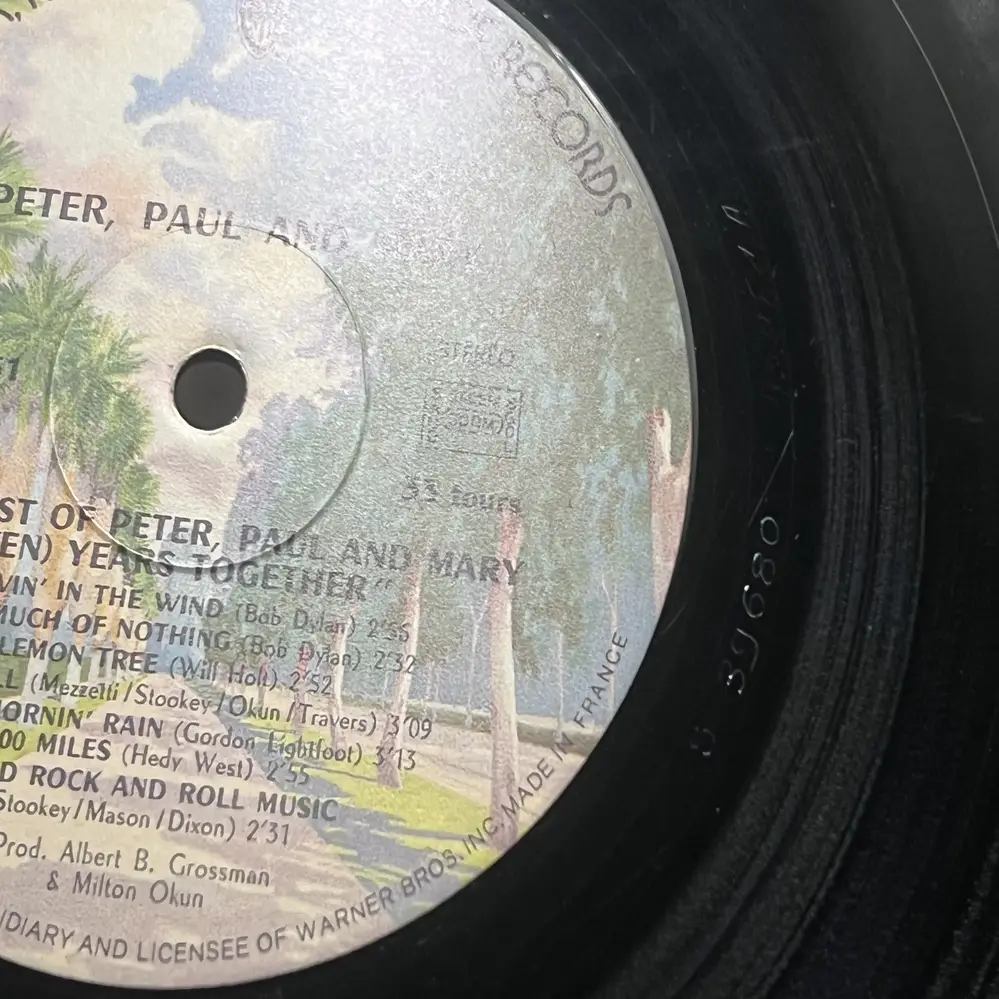 RECORDS
PETER, PAUL AND
STEREO
33 tours
ST OF PETER, PAUL AND MARY
EN) YEARS TOGETHER"
VIN' IN THE WIND (Bob Dylan) 2'55
MUCH OF NOTHING (Bob Dylan) 2'32
LEMON TREE (Will Holt) 2'52
LL (Mezzetti/Stookey/Okun/Travers) 3'09
ORNIN' RAIN (Gordon Lightfoot) 3'13
00 MILES (Hedy West) 2'55
D ROCK AND ROLL MUSIC
Stookey/Mason/Dixon) 2'31
Prod. Albert B. Grossman
& Milton Okun
IDIARY AND LICENSEE OF WARNER BROS. INC. MADE IN FRANCE